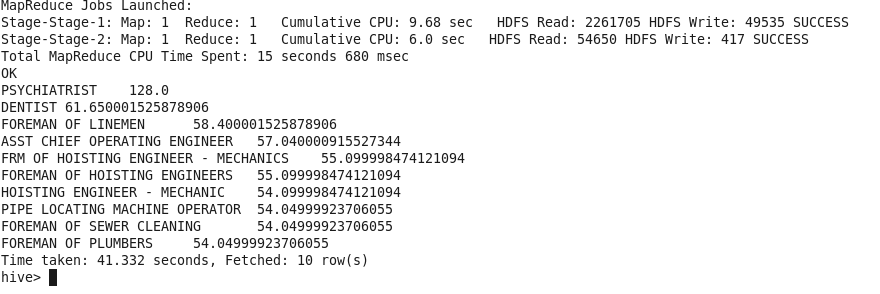 MapReduce Jobs Launched:
Stage-Stage-1: Map: 1  Reduce: 1   Cumulative CPU: 9.68 sec   HDFS Read: 2261705 HDFS Write: 49535 SUCCESS
Stage-Stage-2: Map: 1  Reduce: 1   Cumulative CPU: 6.0 sec   HDFS Read: 54650 HDFS Write: 417 SUCCESS
Total MapReduce CPU Time Spent: 15 seconds 680 msec
OK
PSYCHIATRIST    128.0
DENTIST 61.650001525878906
FOREMAN OF LINEMEN      58.400001525878906
ASST CHIEF OPERATING ENGINEER   57.040000915527344
FRM OF HOISTING ENGINEER - MECHANICS    55.099998474121094
FOREMAN OF HOISTING ENGINEERS   55.099998474121094
HOISTING ENGINEER - MECHANIC    54.099998474121094
PIPE LOCATING MACHINE OPERATOR  54.04999923706055
FOREMAN OF SEWER CLEANING       54.04999923706055
FOREMAN OF PLUMBERS     54.04999923706055
Time taken: 41.332 seconds, Fetched: 10 row(s)
hive>